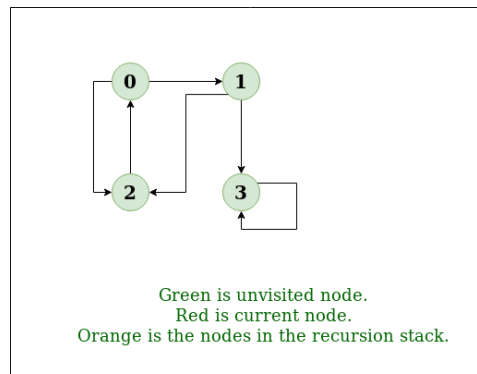 0 1
2 3
Green is unvisited node.
Red is current node.
Orange is the nodes in the recursion stack.